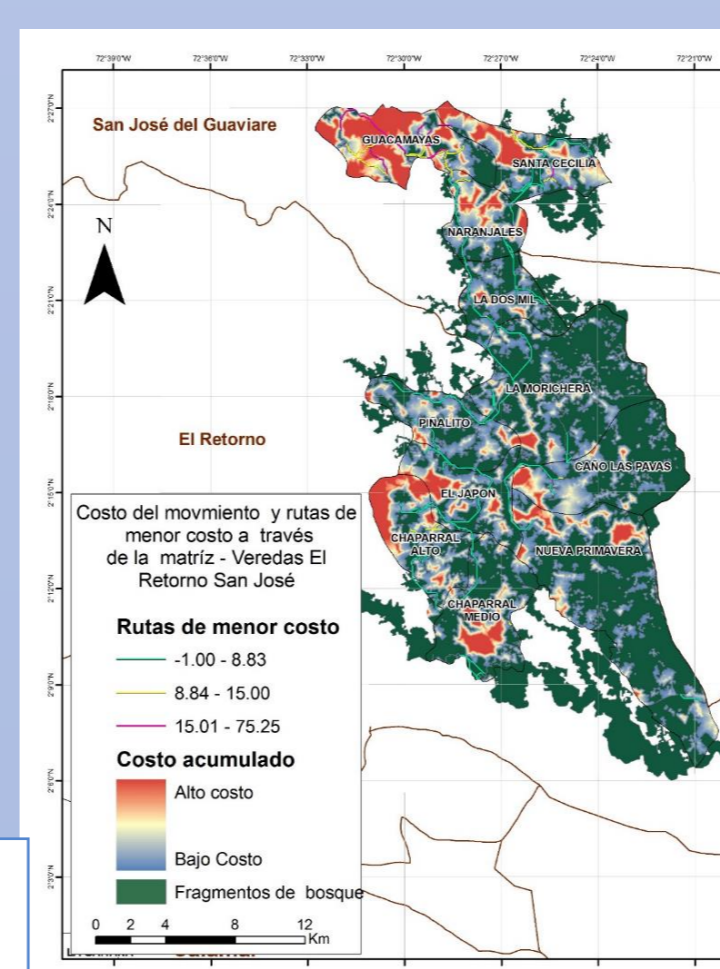 72°39'0"W 72°36'0"W 72°33'0"W 72°30'0"W 72°27'0"W 72°24'0"W 72°21'0"W
2°27'0"N
San José del Guaviare
GUACAMAYAS
SANTA CECILIA
2°24'0"N
N
NARANJALES
2°21'0"N
LA DOS MIL
2°18'0"N
LA MORICHERA
PIÑALITO
El Retorno
CAÑO LAS PAVAS
2°15'0"N
EL JAPON
CHAPARRAL
ALTO
NUEVA PRIMAVERA
2°12'0"N
CHAPARRAL
MEDIO
2°9'0"N
2°6'0"N
2°3'0"N
Costo del movmiento y rutas de
menor costo a través
de la matríz - Veredas El
Retorno San José
Rutas de menor costo
-1.00 - 8.83
8.84 - 15.00
15.01 - 75.25
Costo acumulado
Alto costo
Bajo Costo
Fragmentos de bosque
0 2 4 8 12
Km